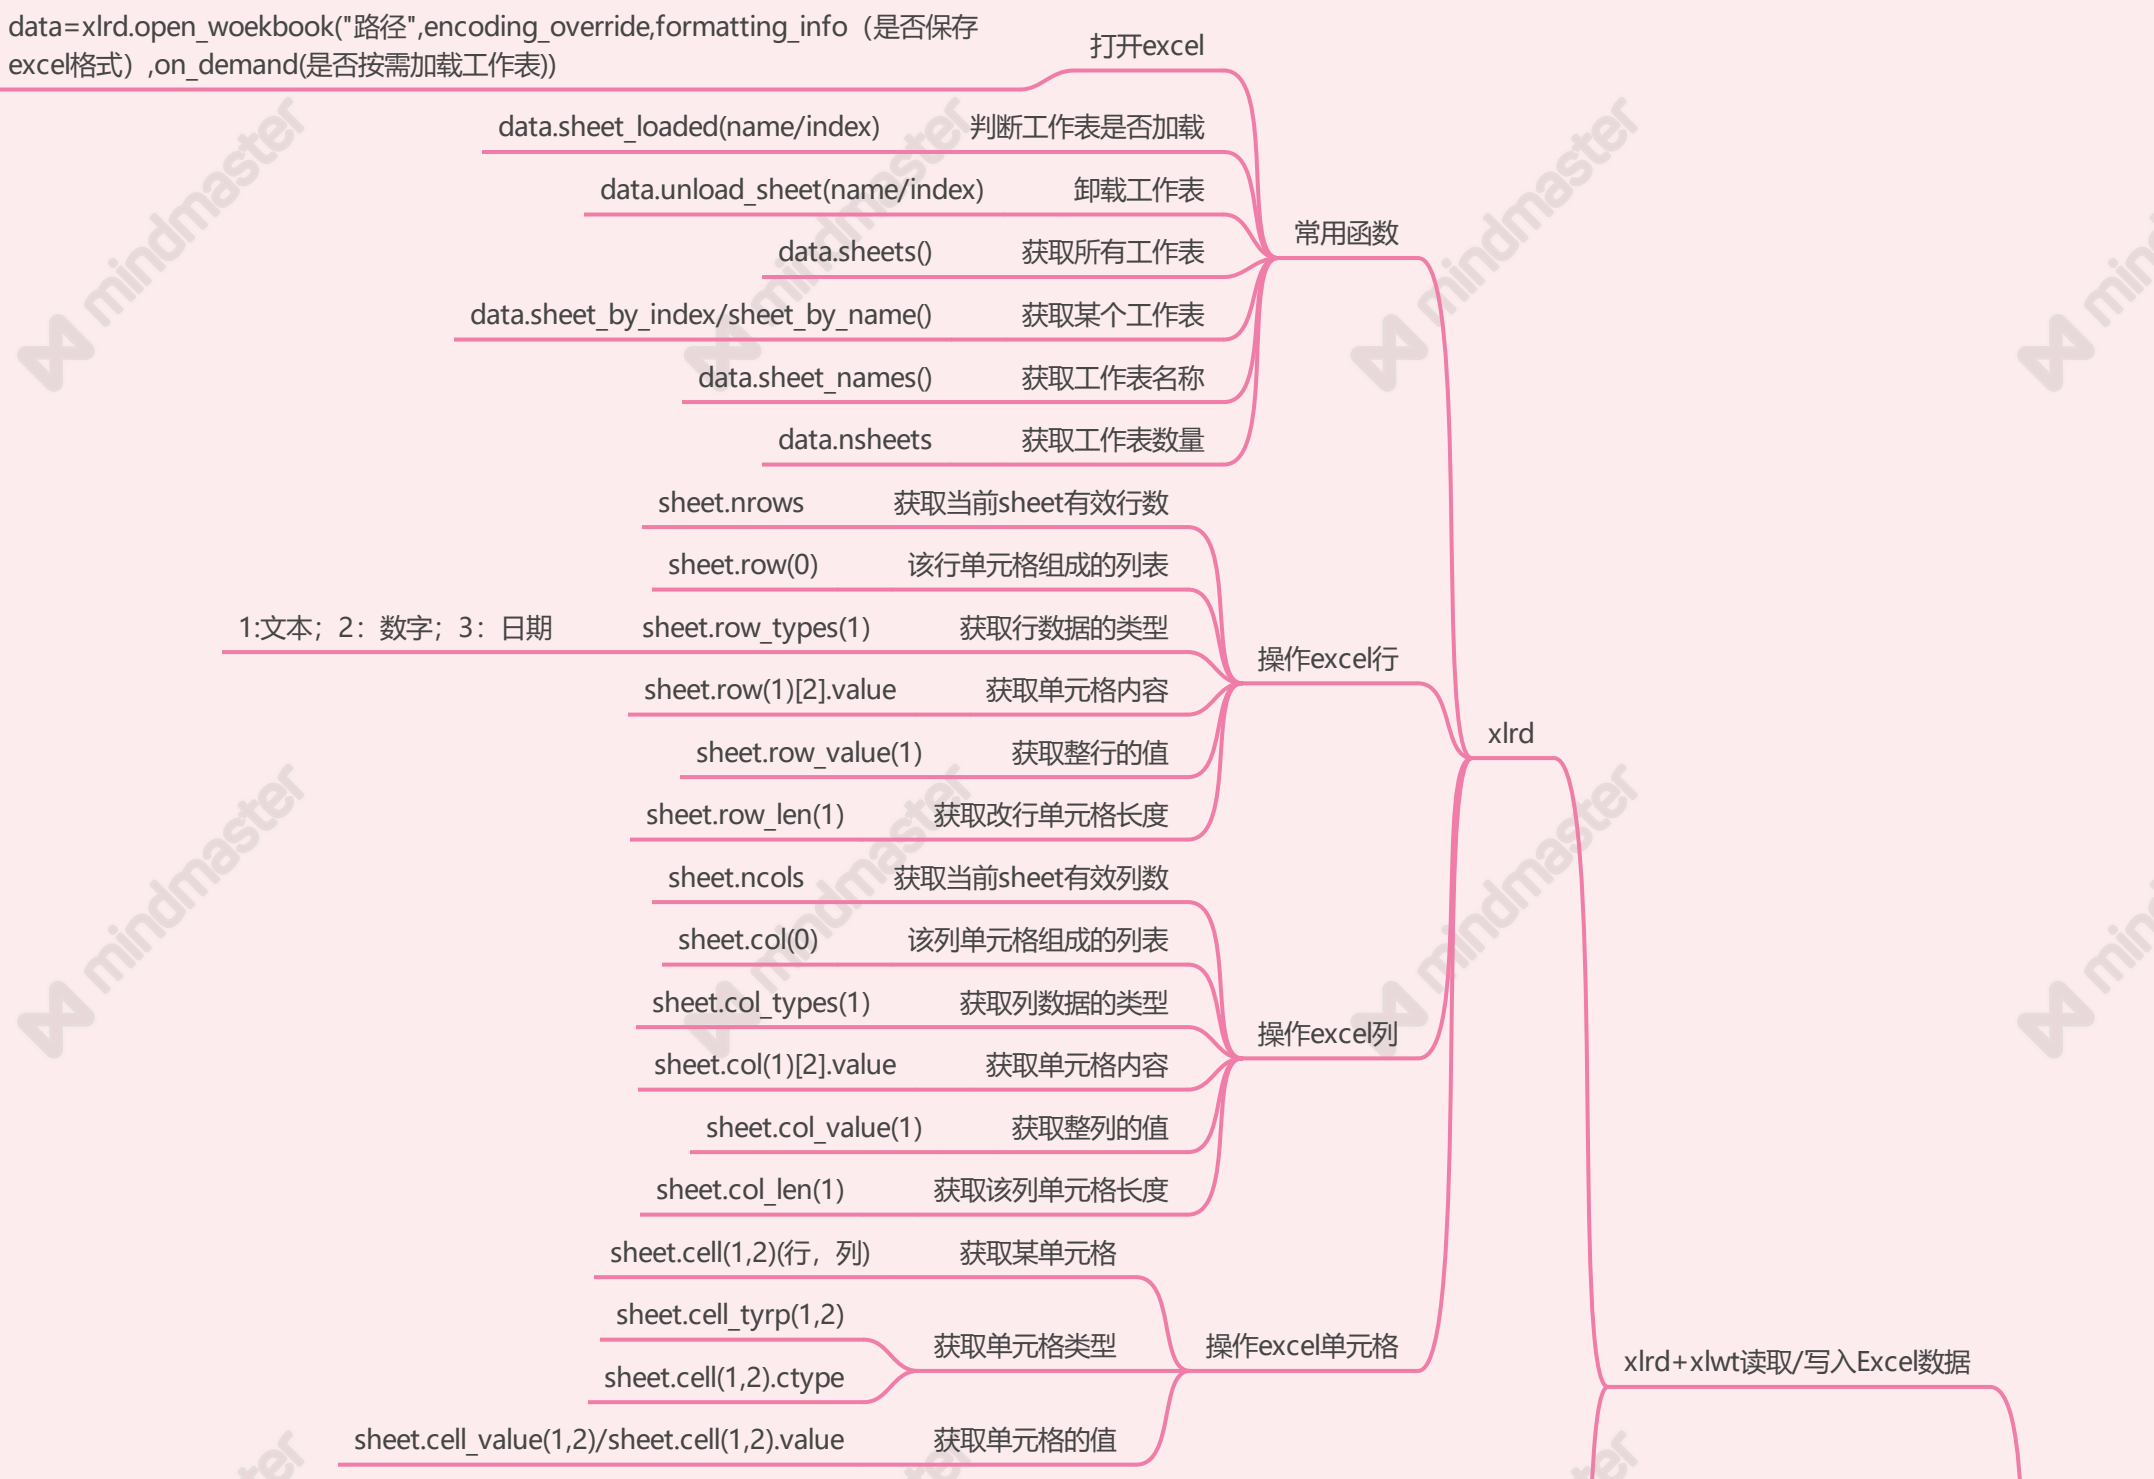 data=xlrd.open_woekbook("路径",encoding_override,formatting_info（是否保存
excel格式）,on_demand(是否按需加载工作表))
打开excel
data.sheet_loaded(name/index)
判断工作表是否加载
data.unload_sheet(name/index)
卸载工作表
data.sheets()
获取所有工作表
data.sheet_by_index/sheet_by_name()
获取某个工作表
data.sheet_names()
获取工作表名称
data.nsheets
获取工作表数量
常用函数
sheet.nrows
获取当前sheet有效行数
sheet.row(0)
该行单元格组成的列表
1:文本；2：数字；3：日期
sheet.row_types(1)
获取行数据的类型
sheet.row(1)[2].value
获取单元格内容
sheet.row_value(1)
获取整行的值
sheet.row_len(1)
获取改行单元格长度
操作excel行
sheet.ncols
获取当前sheet有效列数
sheet.col(0)
该列单元格组成的列表
sheet.col_types(1)
获取列数据的类型
sheet.col(1)[2].value
获取单元格内容
sheet.col_value(1)
获取整列的值
sheet.col_len(1)
获取该列单元格长度
操作excel列
sheet.cell(1,2)(行，列)
获取某单元格
sheet.cell_tyrp(1,2)
sheet.cell(1,2).ctype
获取单元格类型
sheet.cell_value(1,2)/sheet.cell(1,2).value
获取单元格的值
操作excel单元格
xlrd
xlrd+xlwt读取/写入Excel数据
mindmaster
mindmaster
mindmaster
mindmaster
mindmaster
mindmaster